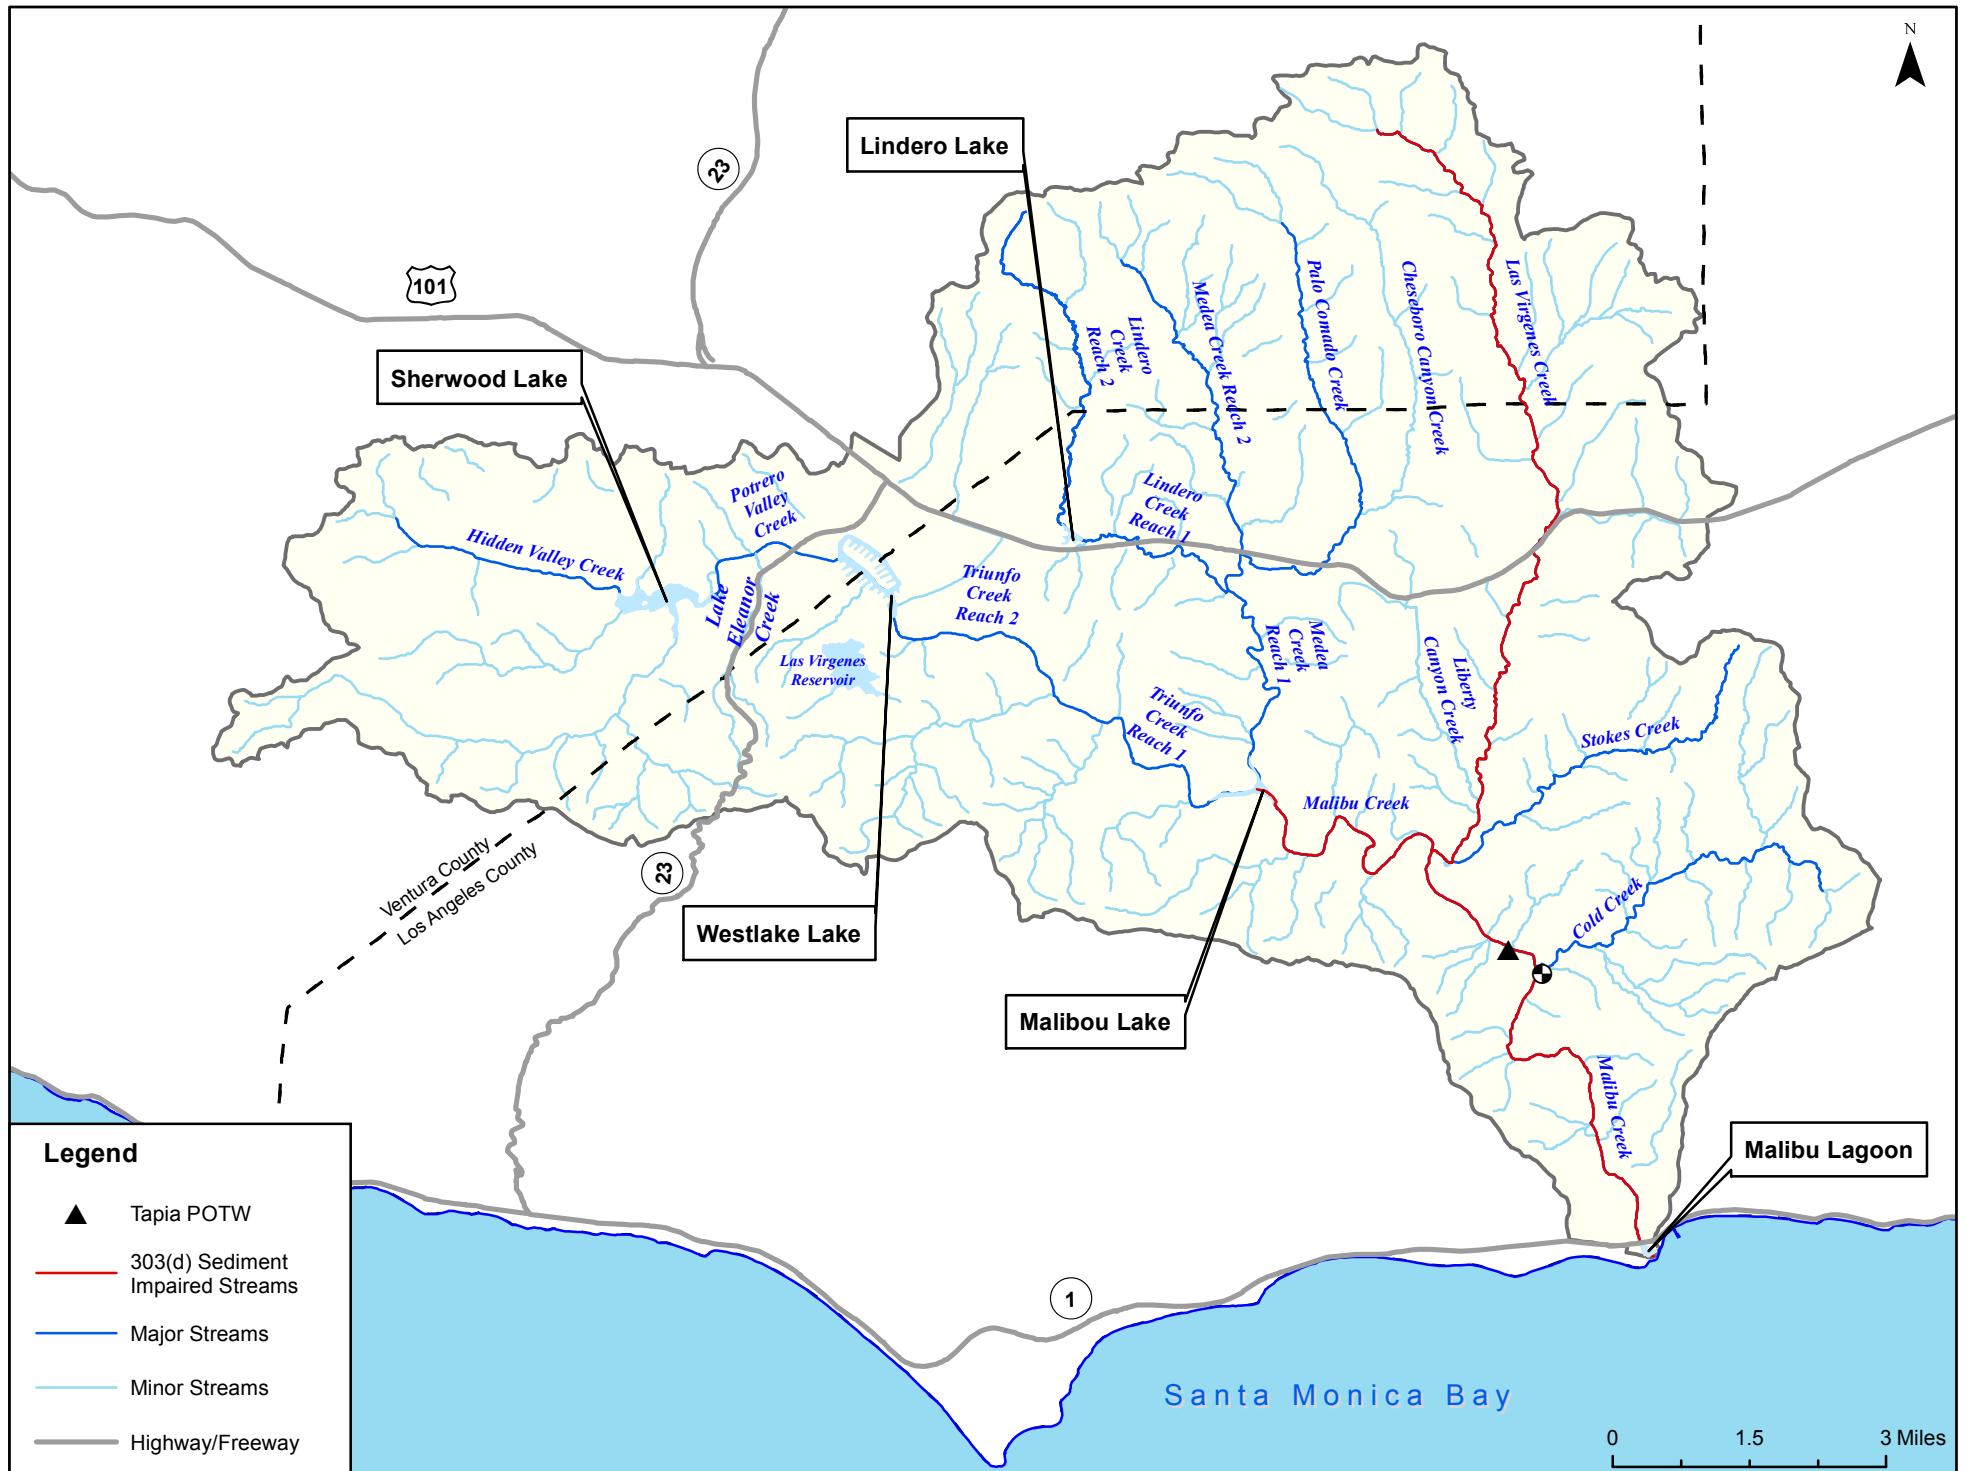 N
Lindero Lake
23
101
Sherwood Lake
Lindero
Creek
Reach 2
Medea Creek Reach 2
Palo Comado Creek
Cheseboro Canyon Creek
Las Virgenes Creek
Potrero
Valley
Creek
Lindero
Creek
Reach 1
Hidden Valley Creek
Lake
Eleanor
Creek
Triunfo
Creek
Reach 2
Las Virgenes
Reservoir
Medea
Creek
Reach 1
Liberty
Canyon Creek
Triunfo
Creek
Reach 1
Stokes Creek
Malibu Creek
Ventura County
Los Angeles County
23
Cold Creek
Westlake Lake
Malibou Lake
Malibu Creek
Malibu Lagoon
Legend
Tapia POTW
303(d) Sediment
Impaired Streams
Major Streams
Minor Streams
Highway/Freeway
1
Santa Monica Bay
0 1.5 3 Miles